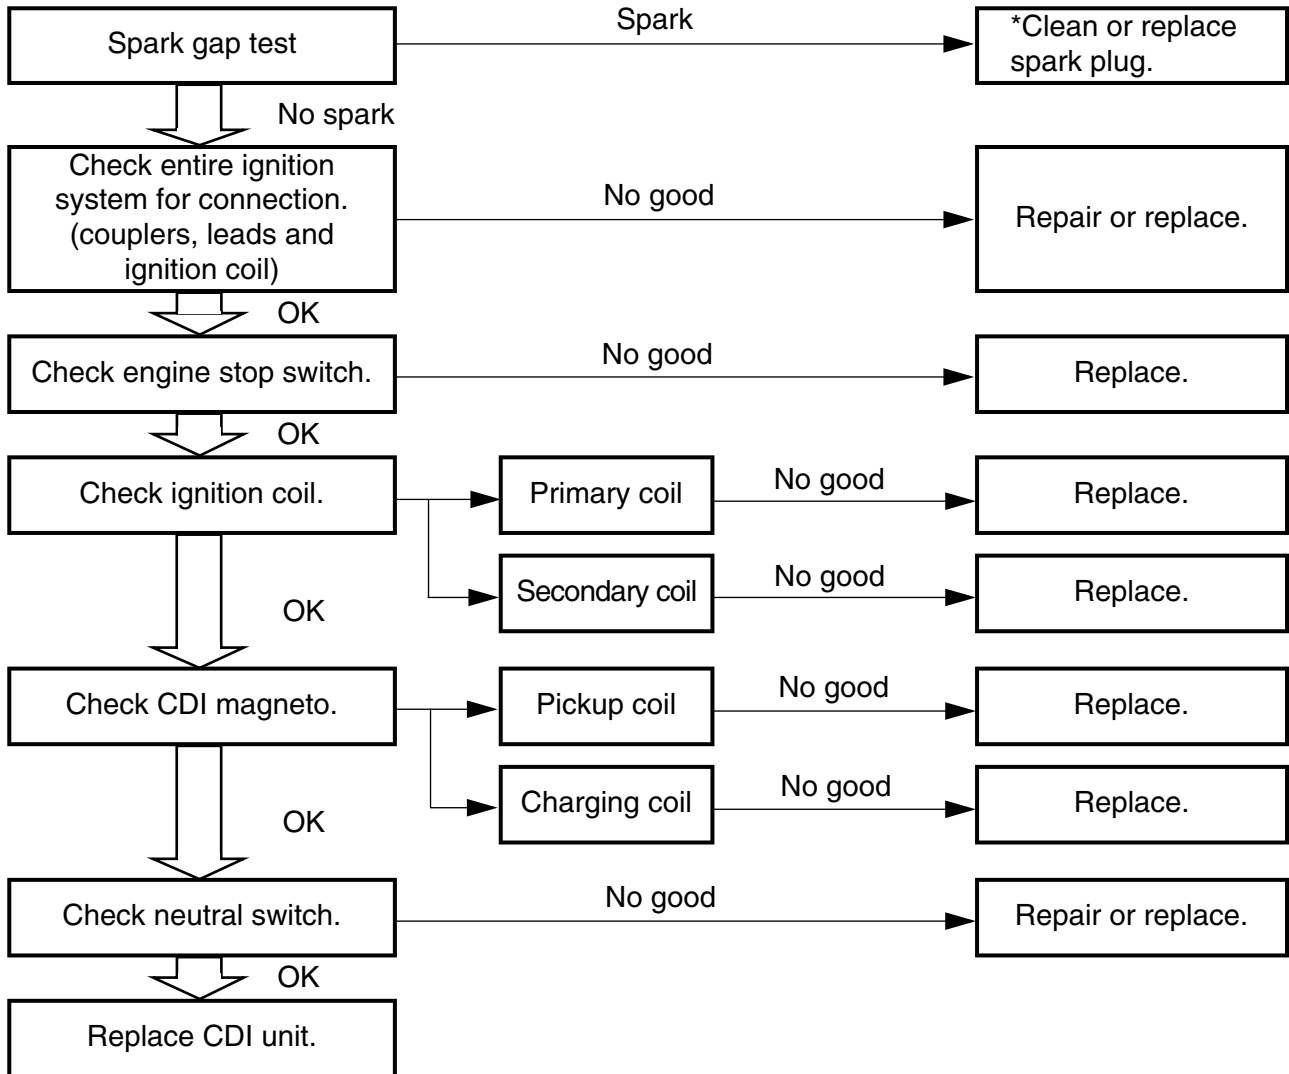 Spark gap test
Spark
*Clean or replace
spark plug.
No spark
Check entire ignition
system for connection.
(couplers, leads and
ignition coil)
No good
Repair or replace.
OK
Check engine stop switch.
No good
Replace.
OK
Check ignition coil.
Primary coil
No good
Replace.
Secondary coil
No good
Replace.
OK
Check CDI magneto.
Pickup coil
No good
Replace.
Charging coil
No good
Replace.
OK
Check neutral switch.
No good
Repair or replace.
OK
Replace CDI unit.